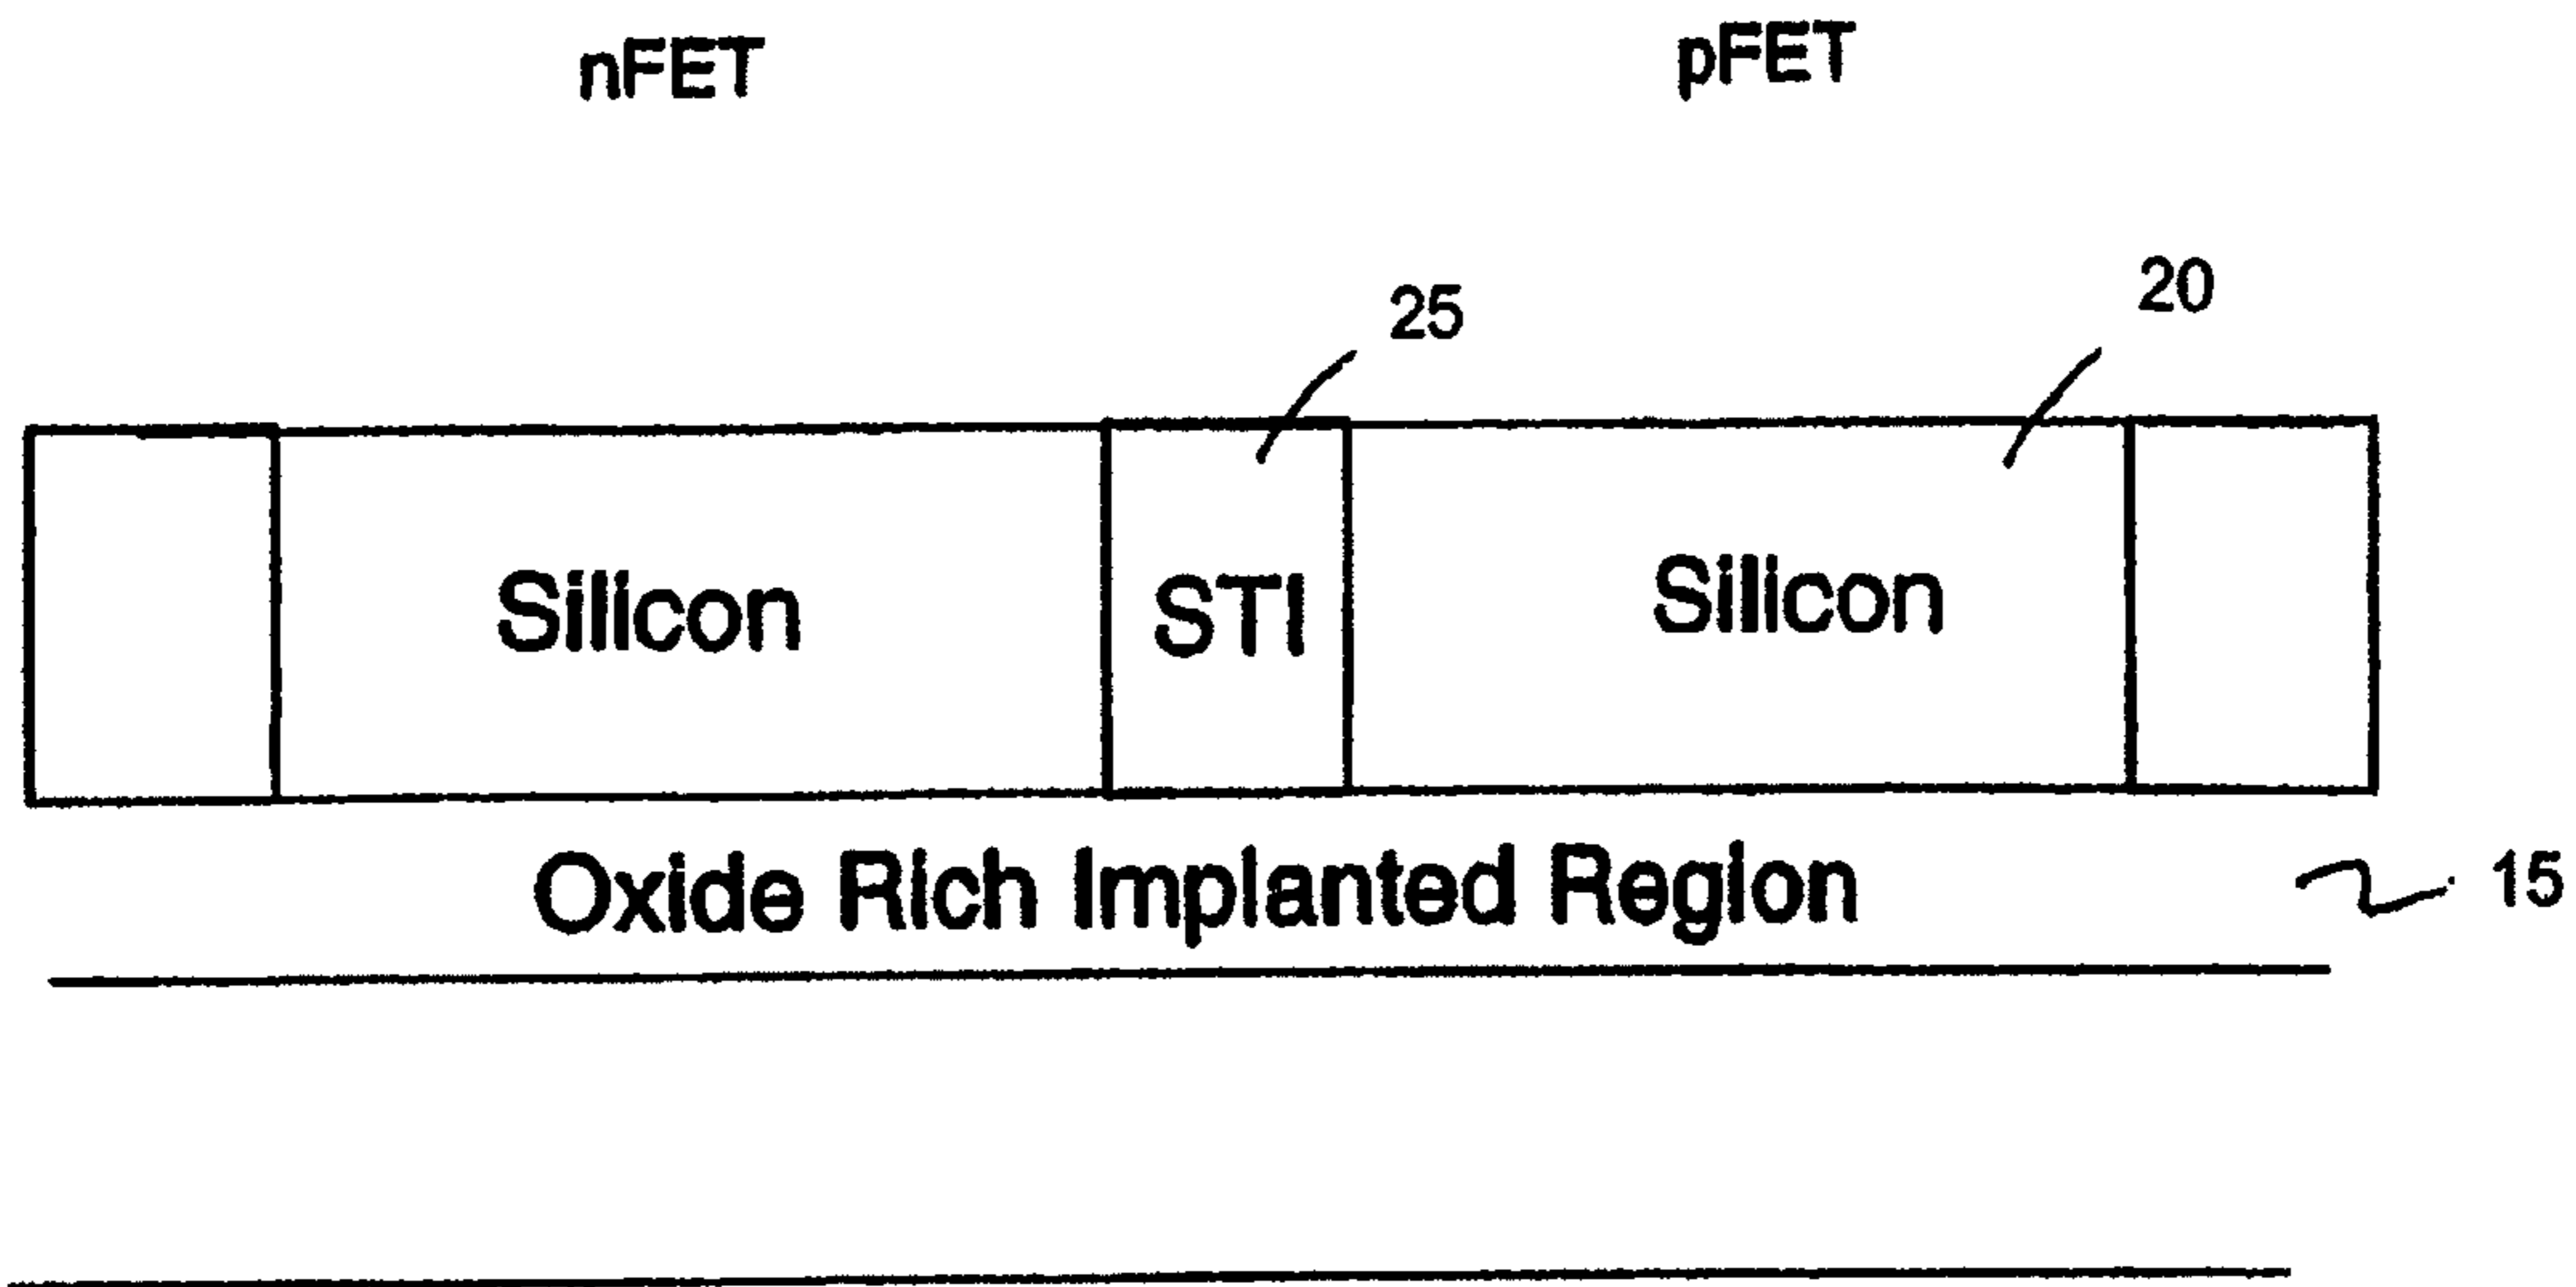 nFET pFET
25 20
Silicon STI Silicon
Oxide Rich Implanted Region 15